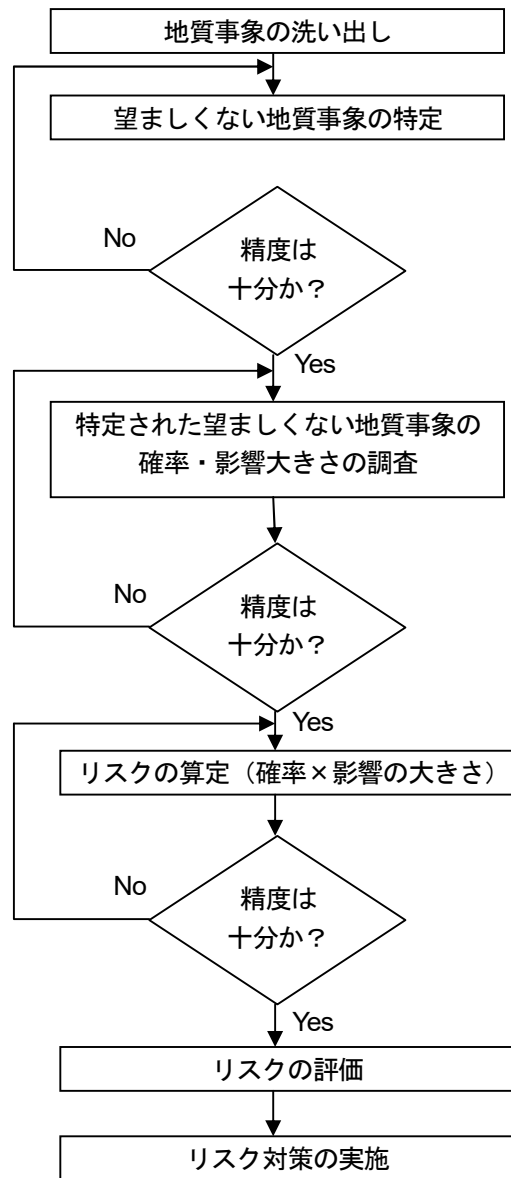 地質事象の洗い出し
望ましくない地質事象の特定
No
精度は
十分か？
Yes
特定された望ましくない地質事象の
確率・影響大きさの調査
No
精度は
十分か？
Yes
リスクの算定（確率×影響の大きさ）
No
精度は
十分か？
Yes
リスクの評価
リスク対策の実施